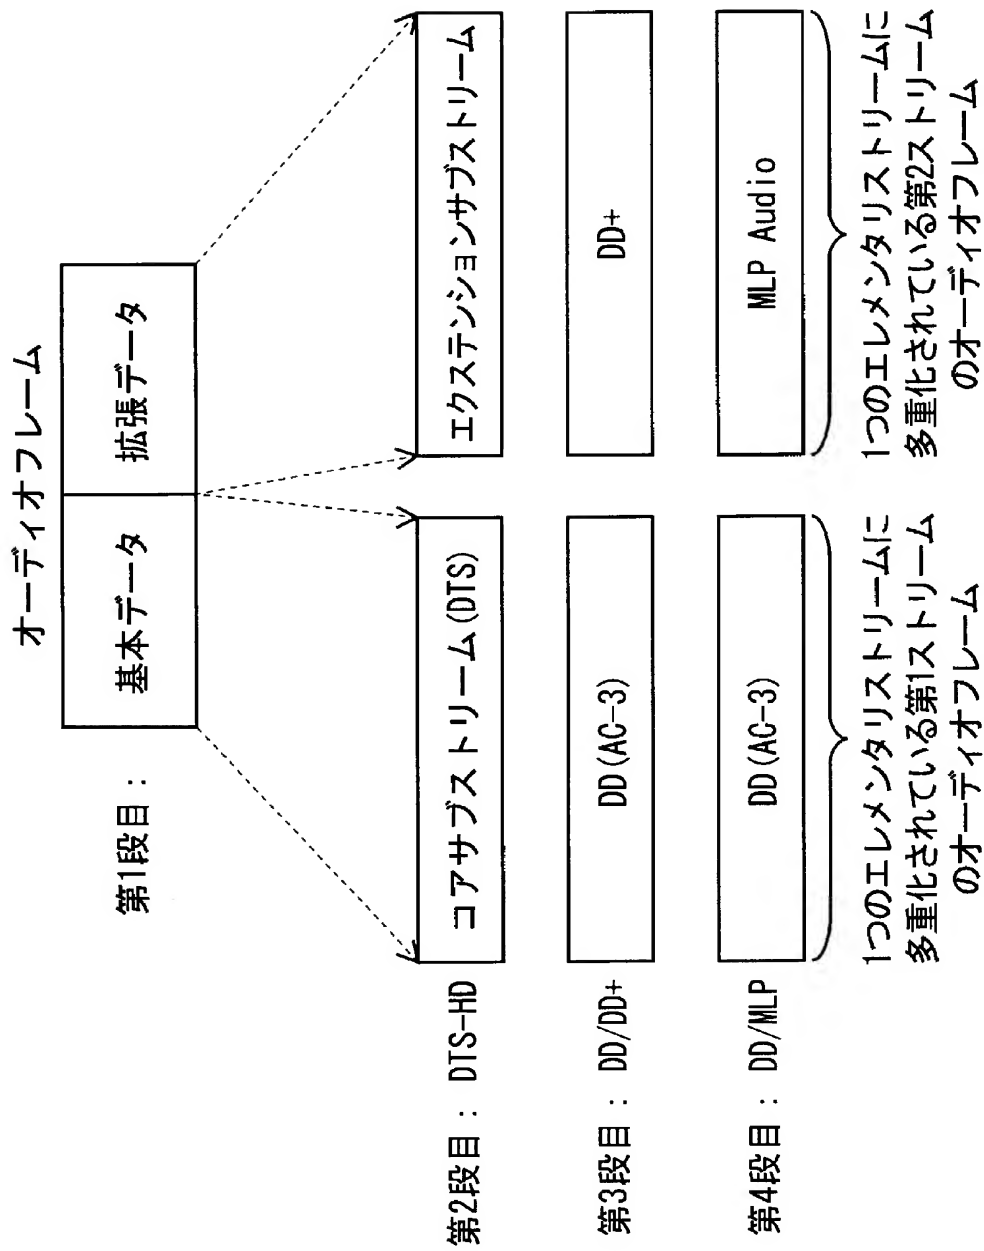 オーディオフレーム
第1段目：
基本データ
拡張データ
第2段目： DTS-HD
コアサブストリーム(DTS)
エクステンションサブストリーム
第3段目： DD/DD+
DD(AC-3)
DD+
第4段目： DD/MLP
DD(AC-3)
MLP Audio
1つのエレメンタリストリームに
多重化されている第1ストリーム
のオーディオフレーム
1つのエレメンタリストリームに
多重化されている第2ストリーム
のオーディオフレーム